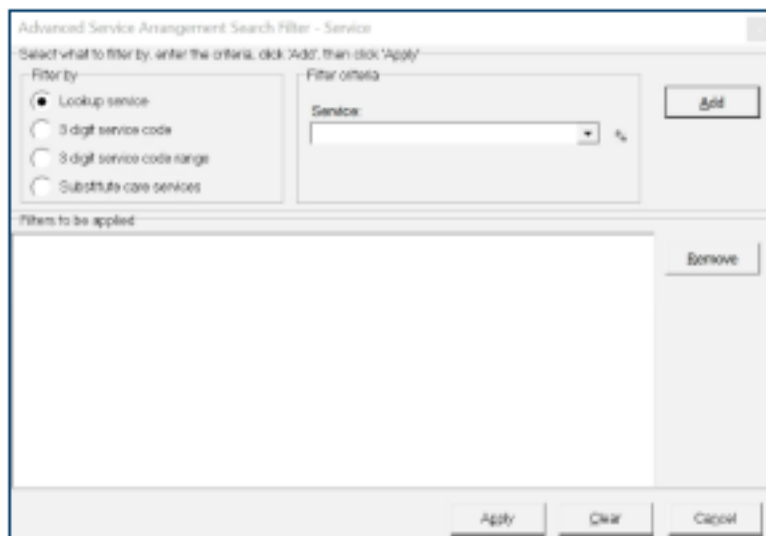 Advanced Service Arrangement Search Filter - Service
Select what to filter by, enter the criteria, click 'Add', then click 'Apply'
Filter by
Lookup service
3 digit service code
3 digit service code range
Substitute care services
Filter criteria
Service:
Add
Filters to be applied
Remove
Apply
Clear
Cancel